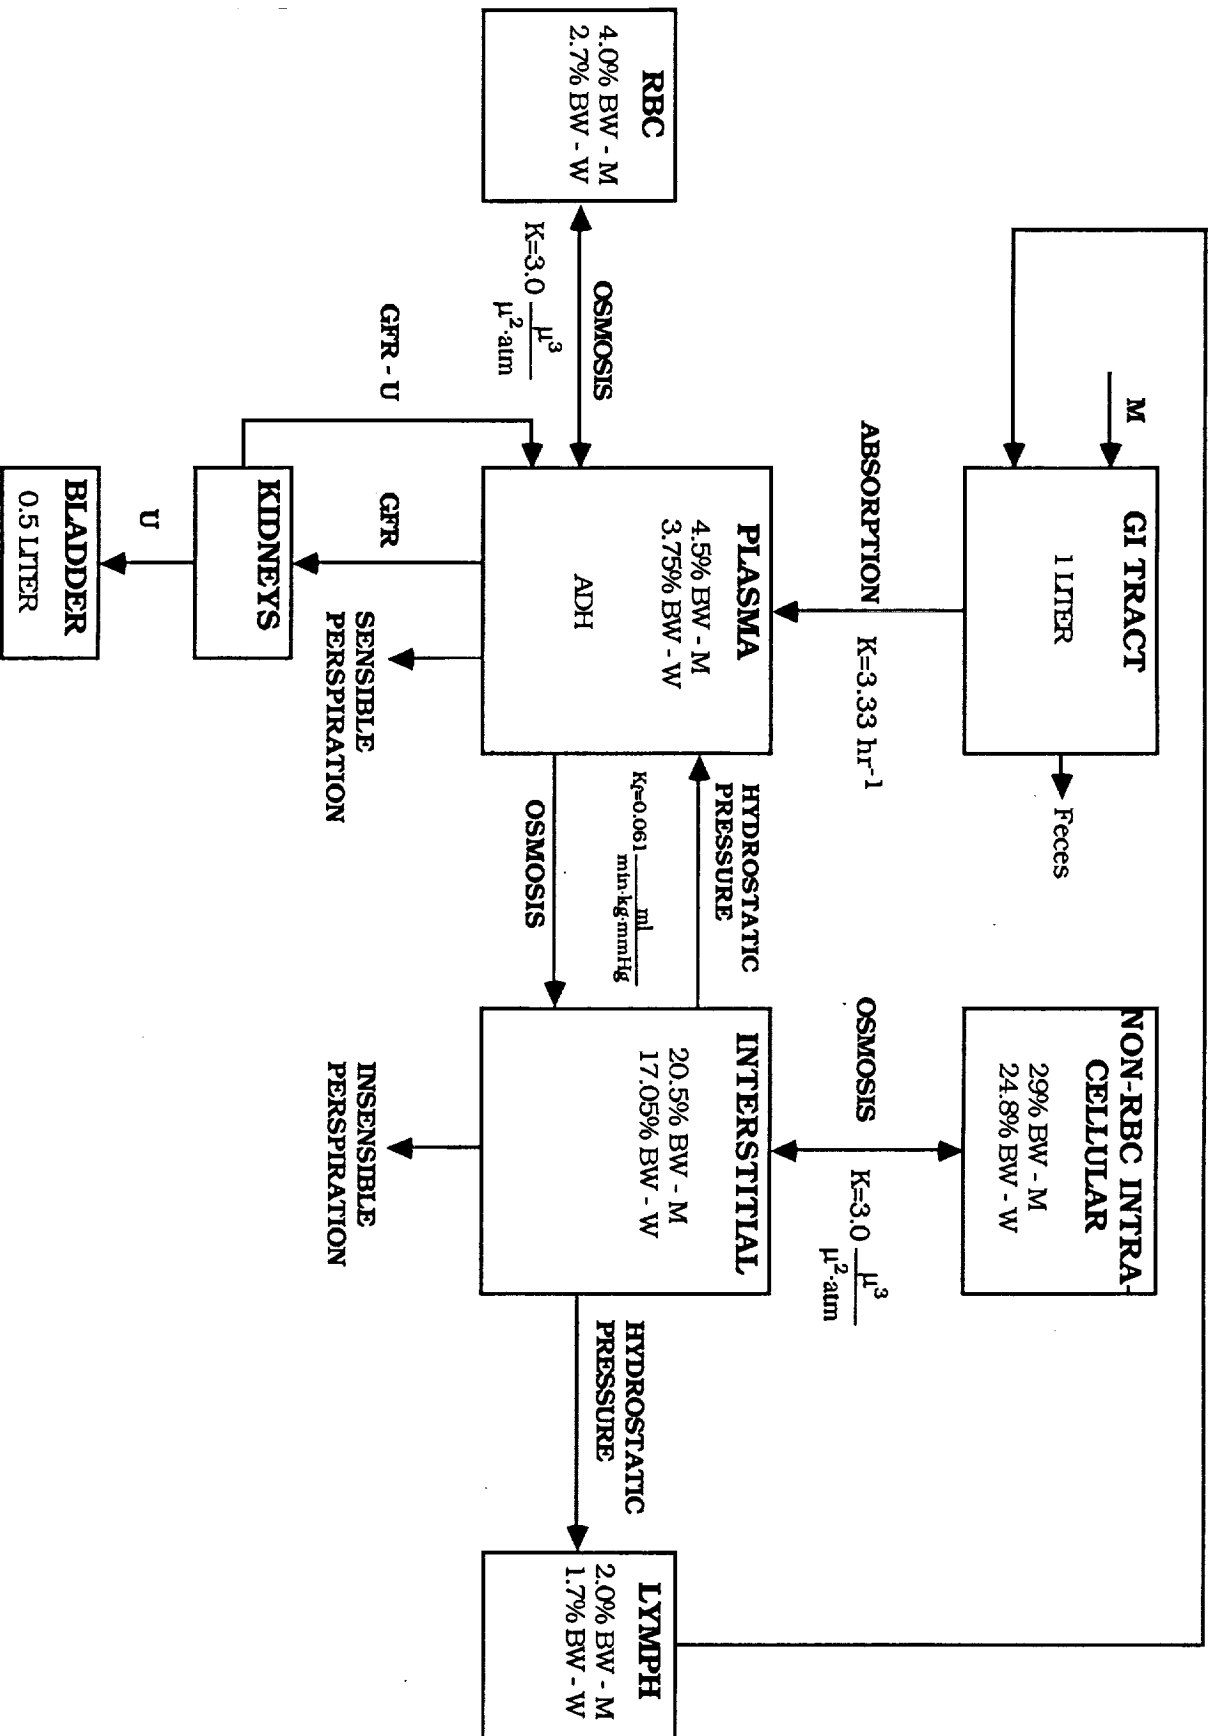 M
GI TRACT
1 LITER
Feces
NON-RBC INTRA-
CELLULAR
29% BW - M
24.8% BW - W
ABSORPTION
K=3.33 hr⁻¹
OSMOSIS
K=3.0 μ³
μ²·atm
RBC
4.0% BW - M
2.7% BW - W
OSMOSIS
K=3.0 μ³
μ²·atm
PLASMA
4.5% BW - M
3.75% BW - W
ADH
HYDROSTATIC
PRESSURE
Kf=0.061 ml
min·kg·mmHg
OSMOSIS
INTERSTITIAL
20.5% BW - M
17.05% BW - W
HYDROSTATIC
PRESSURE
LYMPH
2.0% BW - M
1.7% BW - W
GFR - U
GFR
SENSIBLE
PERSPIRATION
INSENSIBLE
PERSPIRATION
KIDNEYS
U
BLADDER
0.5 LITER